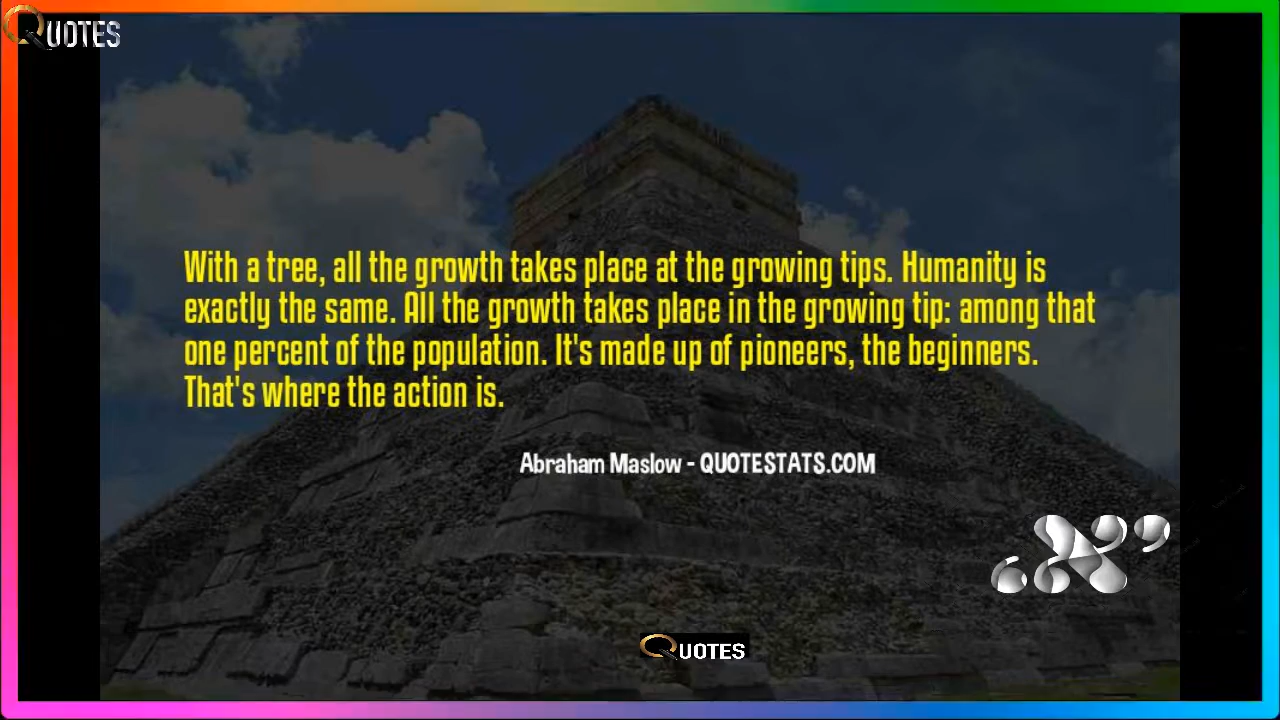 QUOTES
With a tree, all the growth takes place at the growing tips. Humanity is
exactly the same. All the growth takes place in the growing tip: among that
one percent of the population. It's made up of pioneers, the beginners.
That's where the action is.
Abraham Maslow - QUOTESTATS.COM
QUOTES